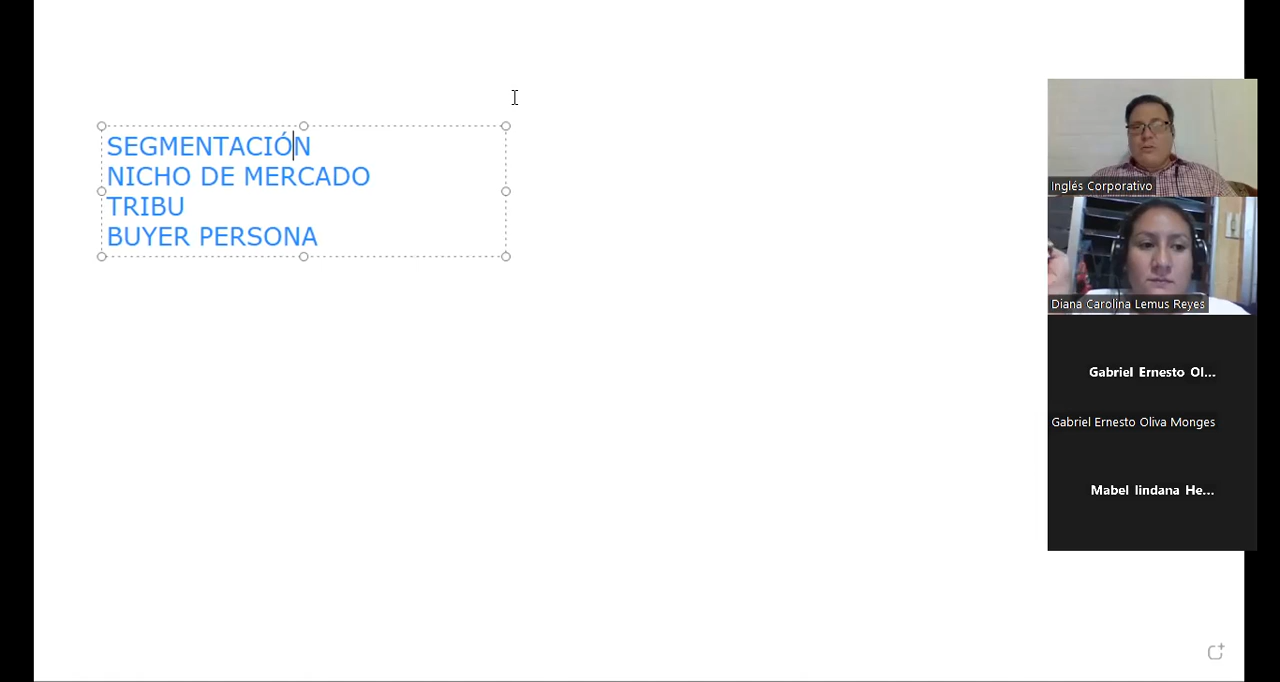 SEGMENTACIÓN
NICHO DE MERCADO
TRIBU
BUYER PERSONA
Inglés Corporativo
Diana Carolina Lemus Reyes
Gabriel Ernesto Ol...
Gabriel Ernesto Oliva Monges
Mabel lindana He...